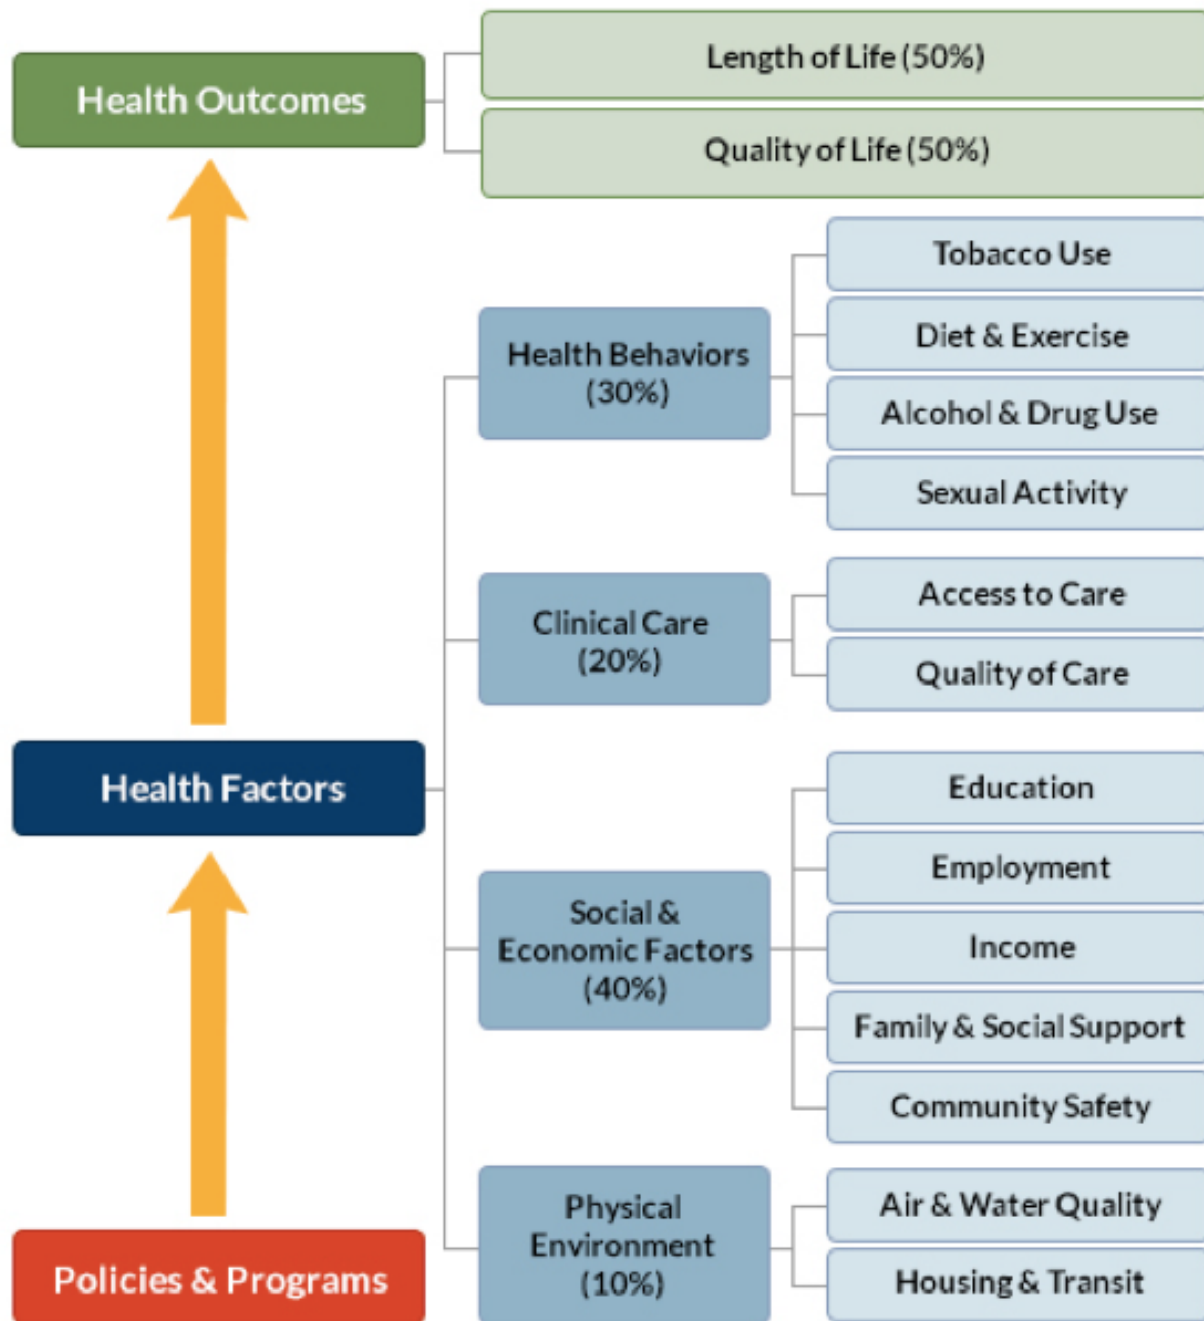 Health Outcomes
Length of Life (50%)
Quality of Life (50%)
Health Factors
Health Behaviors
(30%)
Tobacco Use
Diet & Exercise
Alcohol & Drug Use
Sexual Activity
Clinical Care
(20%)
Access to Care
Quality of Care
Social &
Economic Factors
(40%)
Education
Employment
Income
Family & Social Support
Community Safety
Physical
Environment
(10%)
Air & Water Quality
Housing & Transit
Policies & Programs